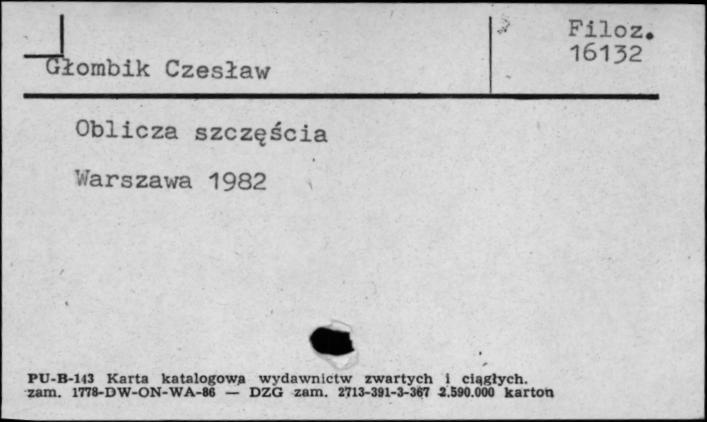 Filoz.
16132
Głombik Czesław
Oblicza szczęścia
Warszawa 1982
PU-B-143 Karta katalogowa wydawnictw zwartych i ciągłych.
zam. 1778-DW-ON-WA-86 — DZG zam. 2713-391-3-367 2.590.000 karton